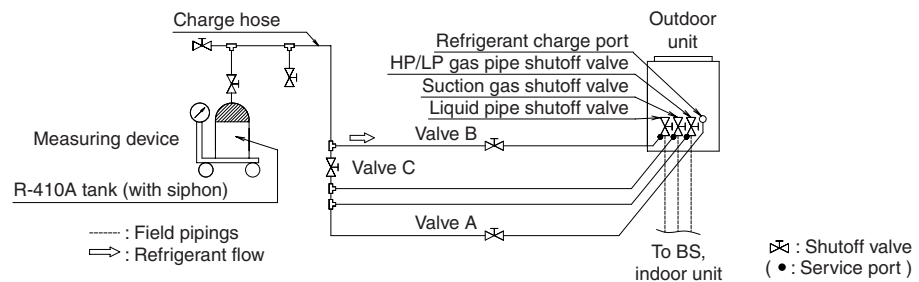 Charge hose
Outdoor
unit
Refrigerant charge port
HP/LP gas pipe shutoff valve
Suction gas shutoff valve
Liquid pipe shutoff valve
Measuring device
Valve B
Valve C
R-410A tank (with siphon)
Valve A
: Field pipings
: Refrigerant flow
To BS,
indoor unit
: Shutoff valve
( ● : Service port )